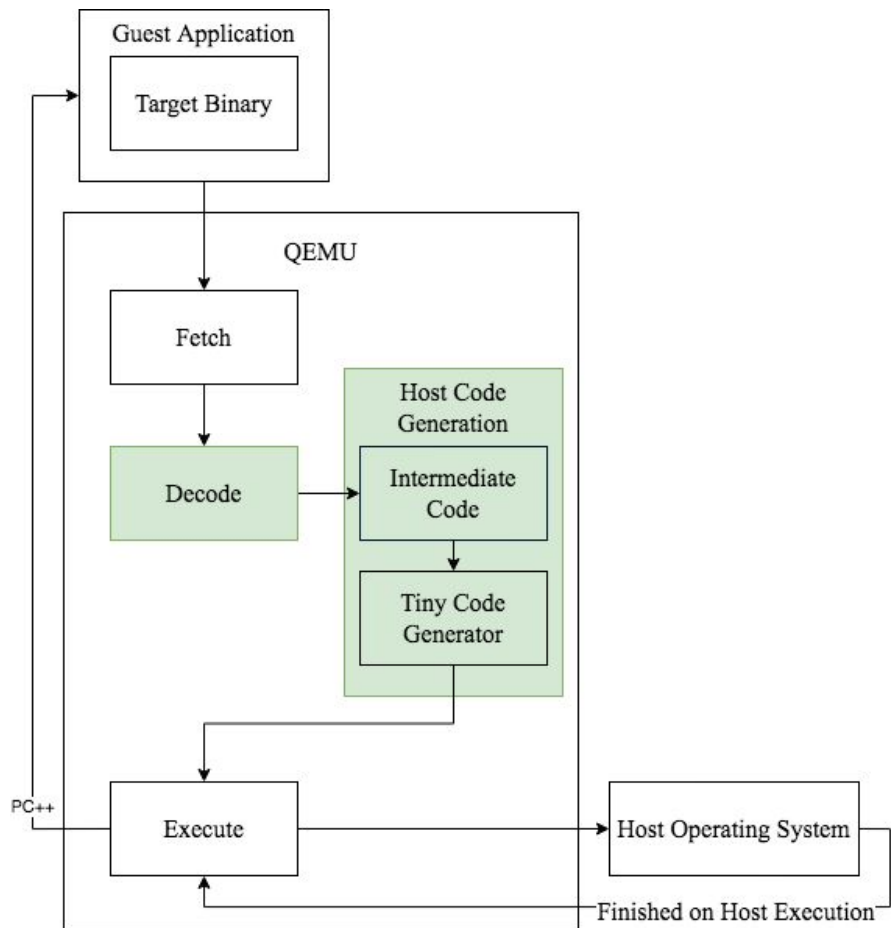 Guest Application
Target Binary
QEMU
Fetch
Host Code
Generation
Decode
Intermediate
Code
Tiny Code
Generator
PC++
Execute
Host Operating System
Finished on Host Execution